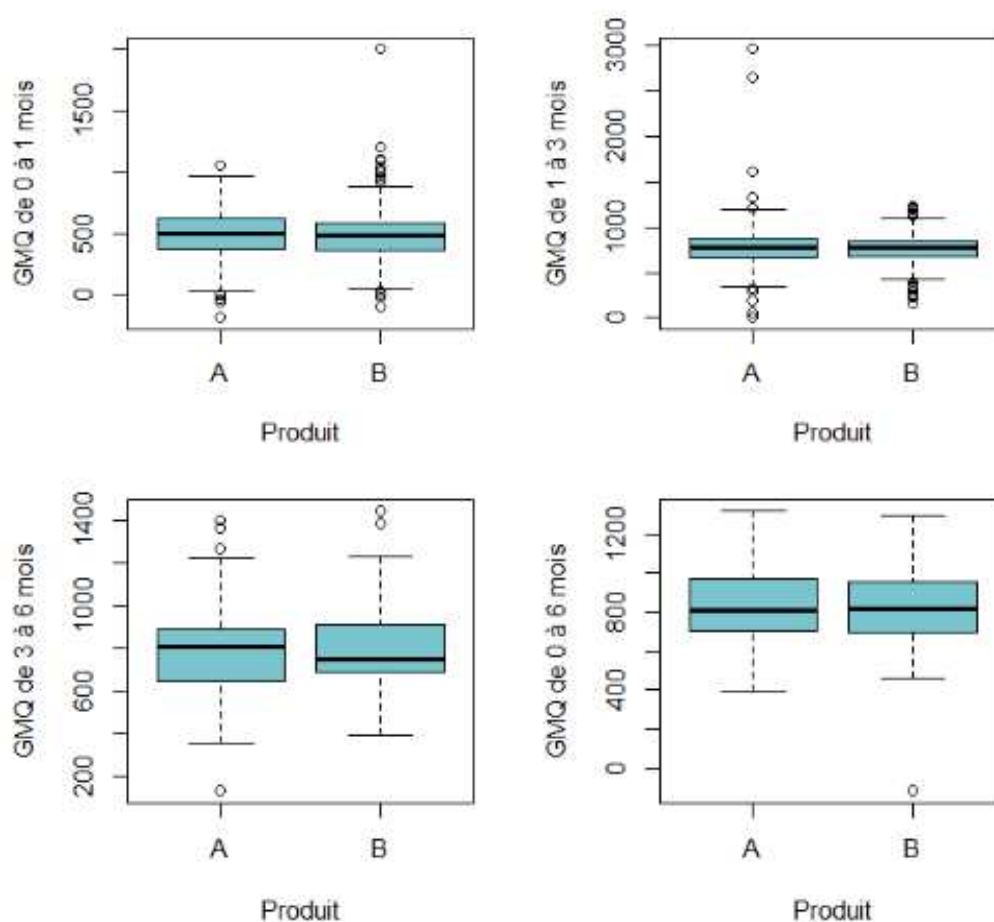 GMQ de 0 à 1 mois
1500
500
0
A
B
Produit
GMQ de 1 à 3 mois
3000
2000
1000
0
A
B
Produit
GMQ de 3 à 6 mois
1400
1000
600
200
A
B
Produit
GMQ de 0 à 6 mois
1200
800
400
0
A
B
Produit